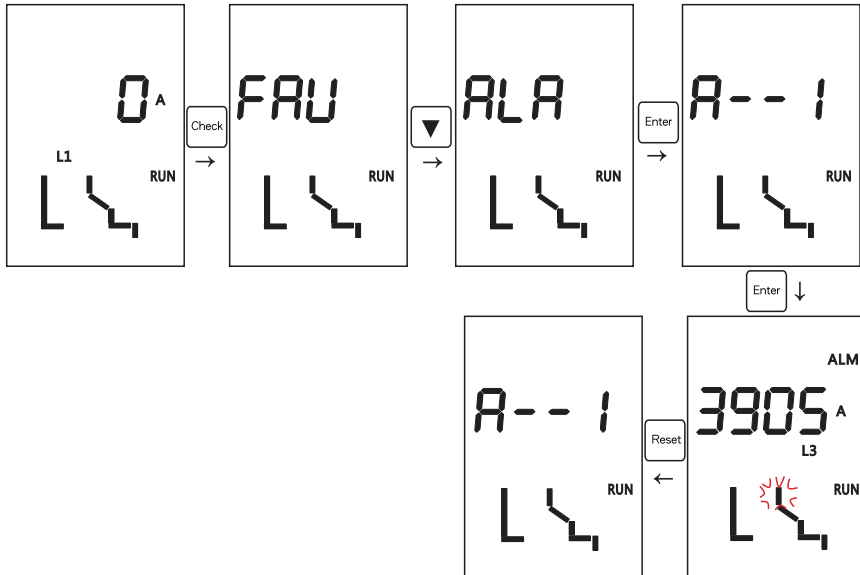 0 A
L1
RUN
Check
→
FAU
RUN
▼
→
ALA
RUN
Enter
→
A--1
RUN
Enter ↓
ALM
3905 A
L3
RUN
Reset
←
A--1
RUN